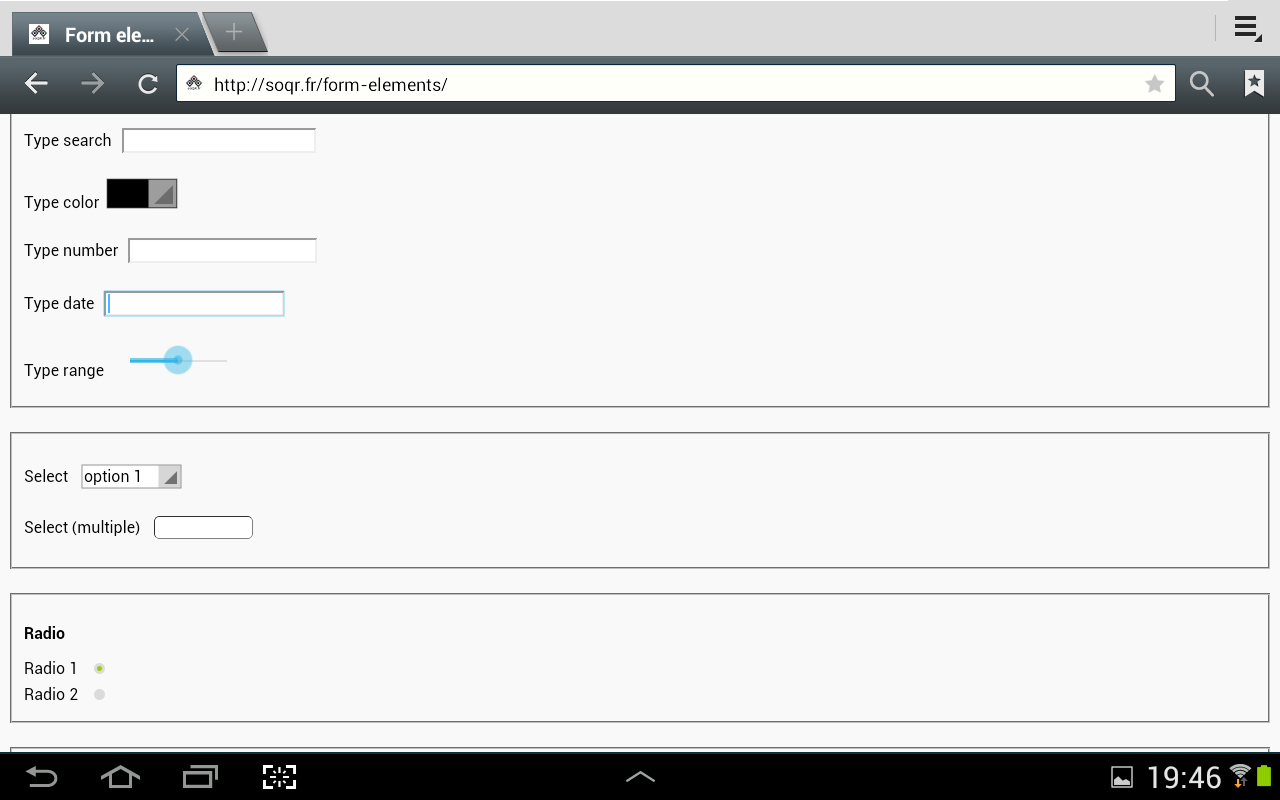 Form ele...
http://soqr.fr/form-elements/
Type search
Type color
Type number
Type date
Type range
Select option 1
Select (multiple)
Radio
Radio 1
Radio 2
19:46